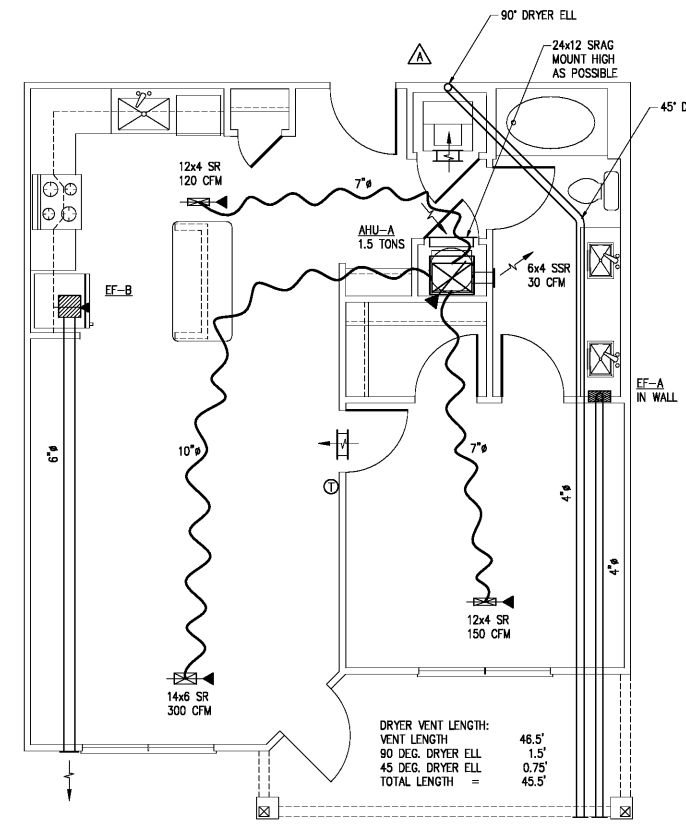 90° DRYER ELL
A
24x12 SRAG
MOUNT HIGH
AS POSSIBLE
45° D
12x4 SR
120 CFM
7"ø
AHU-A
1.5 TONS
6x4 SSR
30 CFM
EF-B
EF-A
IN WALL
6"ø
10"ø
7"ø
T
4"ø
4"ø
12x4 SR
150 CFM
14x6 SR
300 CFM
DRYER VENT LENGTH:
VENT LENGTH 46.5'
90 DEG. DRYER ELL 1.5'
45 DEG. DRYER ELL 0.75'
TOTAL LENGTH = 45.5'